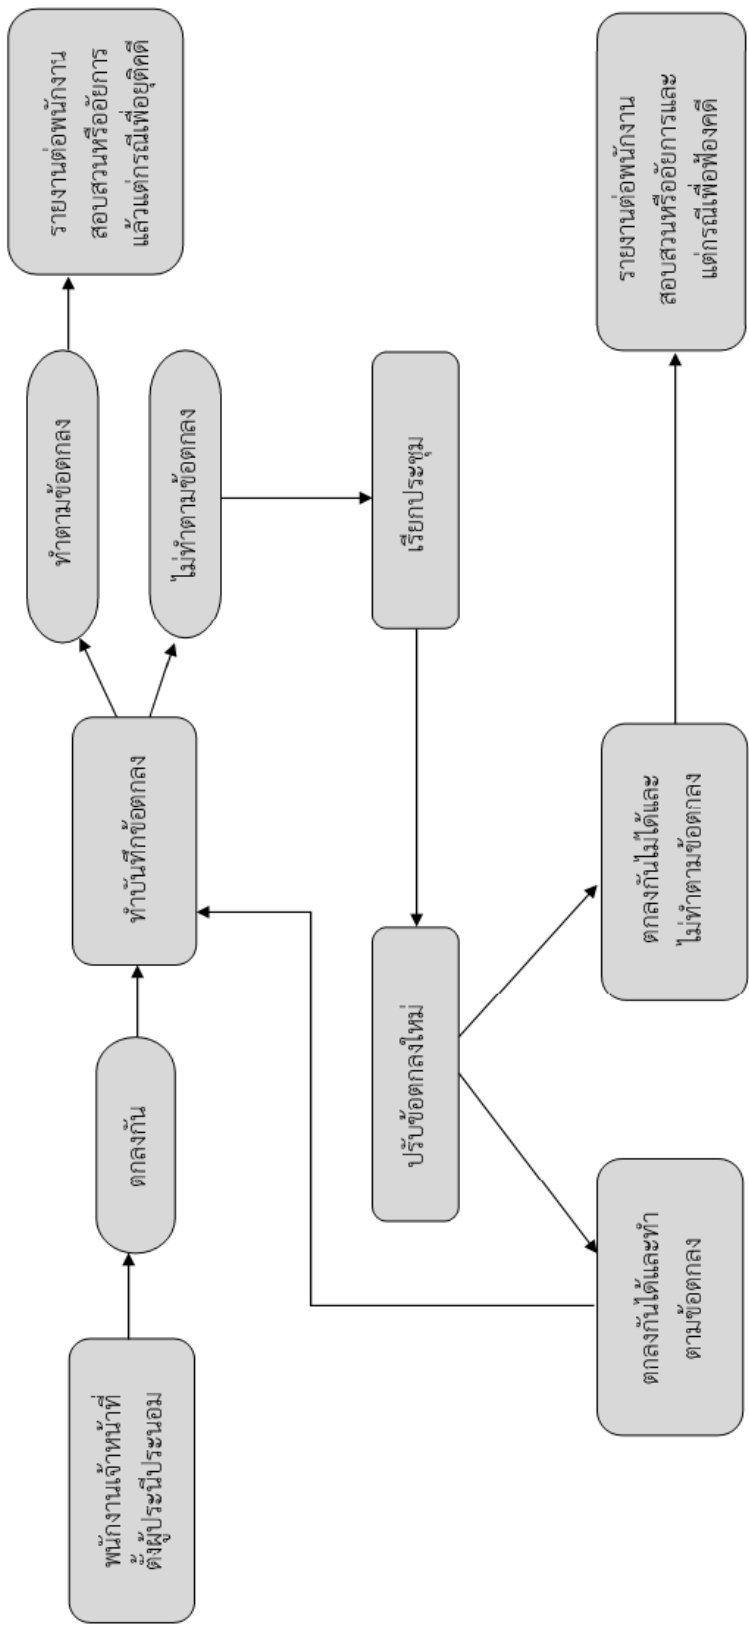 พนักงานเจ้าหน้าที่
ตั้งผู้ประนีประนอม
ตกลงกัน
ทำบันทึกข้อตกลง
ทำตามข้อตกลง
รายงานต่อพนักงาน
สอบสวนหรืออัยการ
แล้วแต่กรณีเพื่อยุติคดี
ไม่ทำตามข้อตกลง
เรียกประชุม
ปรับข้อตกลงใหม่
ตกลงกันได้และทำ
ตามข้อตกลง
ตกลงกันไม่ได้และ
ไม่ทำตามข้อตกลง
รายงานต่อพนักงาน
สอบสวนหรืออัยการและ
แต่กรณีเพื่อฟ้องคดี